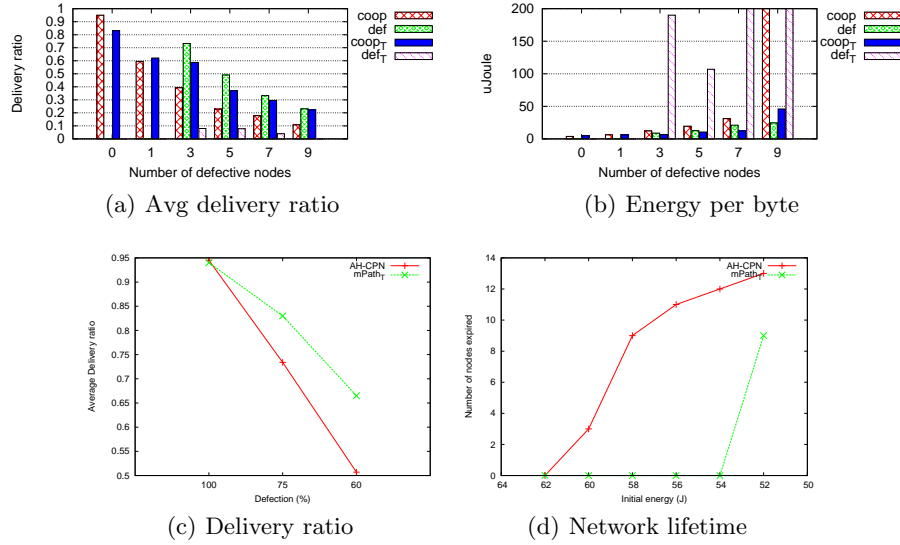 1
0.9
0.8
0.7
0.6
0.5
0.4
0.3
0.2
0.1
0
Delivery ratio
0 1 3 5 7 9
Number of defective nodes
coop
def
coopT
defT
(a) Avg delivery ratio
200
150
100
50
0
uJoule
0 1 3 5 7 9
Number of defective nodes
coop
def
coopT
defT
(b) Energy per byte
0.95
0.9
0.85
0.8
0.75
0.7
0.65
0.6
0.55
0.5
Average Delivery ratio
100 75 60
Defection (%)
AH-CPN
mPathT
(c) Delivery ratio
14
12
10
8
6
4
2
0
Number of nodes expired
64 62 60 58 56 54 52 50
Initial energy (J)
AH-CPN
mPathT
(d) Network lifetime